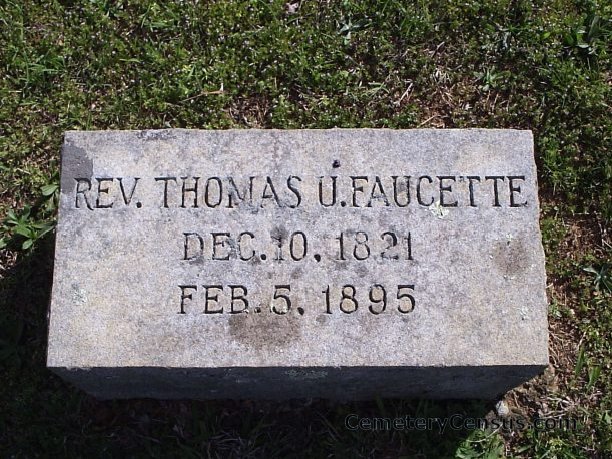 REV. THOMAS U. FAUCETTE
DEC. 10, 1821
FEB. 5, 1895
CemeteryCensus.com